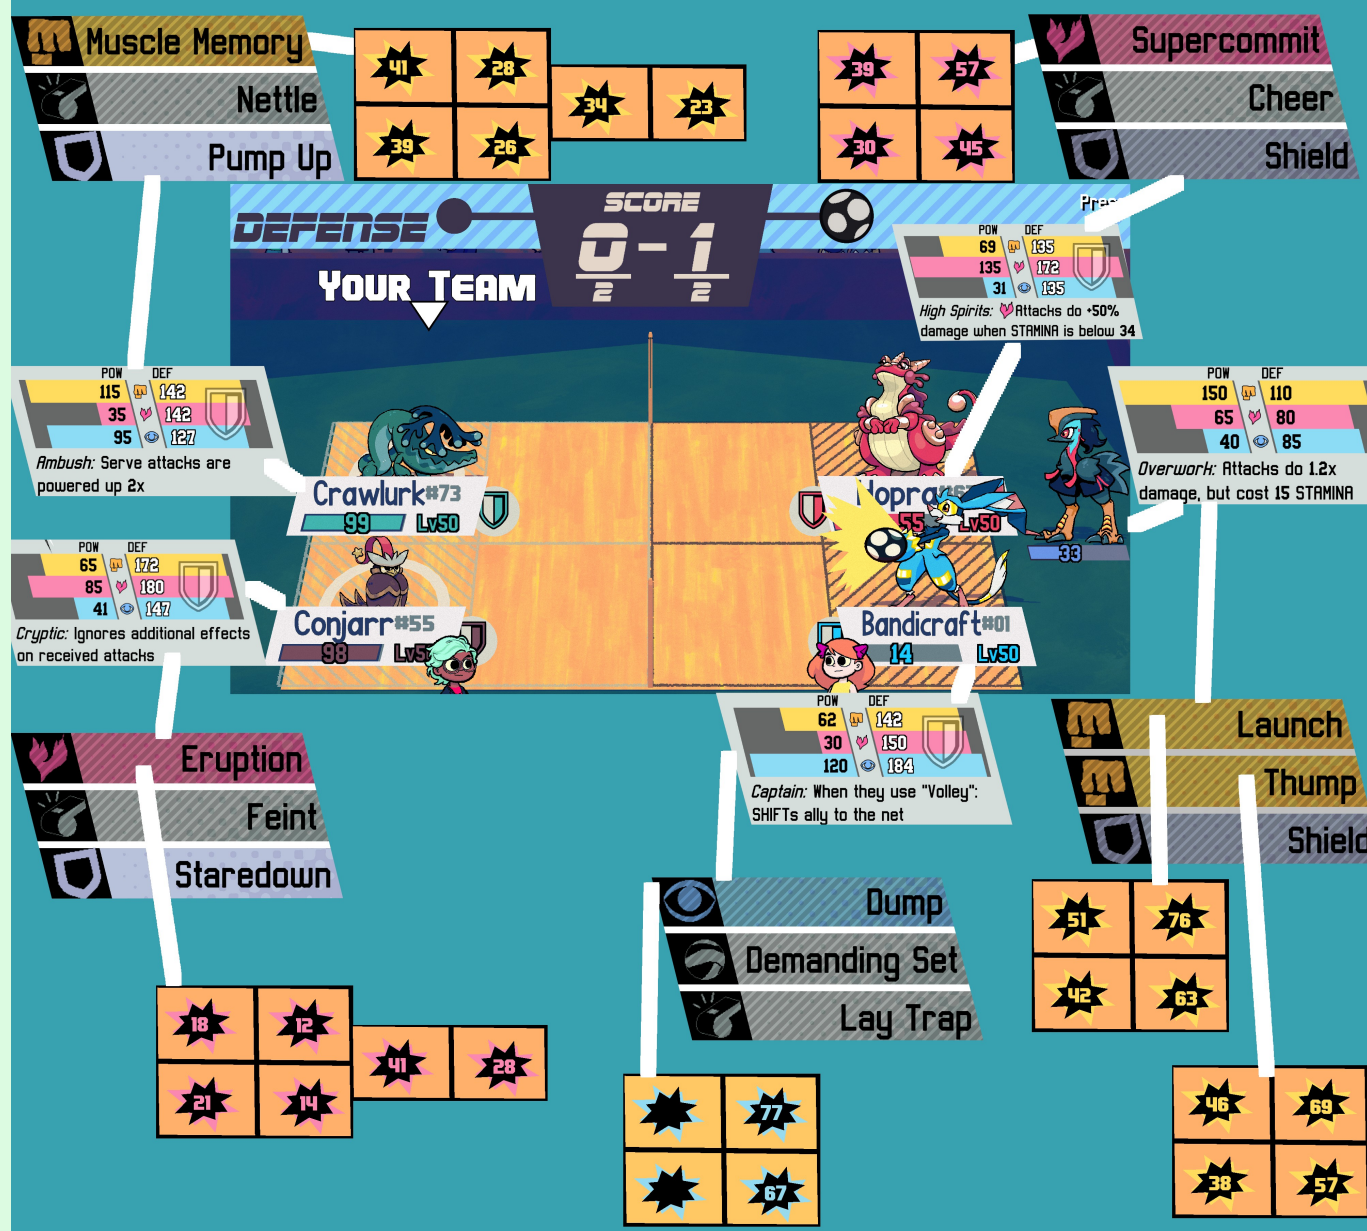 Muscle Memory
Nettle
Pump Up
41
28
39
26
34
23
39
57
30
45
Supercommit
Cheer
Shield
DEFENSE
SCORE
0 - 1
2
2
YOUR TEAM
POW DEF
69 135
135 172
31 135
High Spirits: Attacks do +50%
damage when STAMINA is below 34
POW DEF
115 142
35 142
95 127
Ambush: Serve attacks are
powered up 2x
POW DEF
150 110
65 80
40 85
Overwork: Attacks do 1.2x
damage, but cost 15 STAMINA
Crawlurk#73
99 Lv50
Hopra
55 Lv50
33
POW DEF
65 172
85 180
41 147
Cryptic: Ignores additional effects
on received attacks
Conjarr#55
98
Bandicraft#01
14 Lv50
POW DEF
62 142
30 150
120 184
Captain: When they use "Volley":
SHIFTs ally to the net
Eruption
Feint
Staredown
Launch
Thump
Shield
Dump
Demanding Set
Lay Trap
51
76
42
63
18
12
21
14
41
28
77
67
46
69
38
57